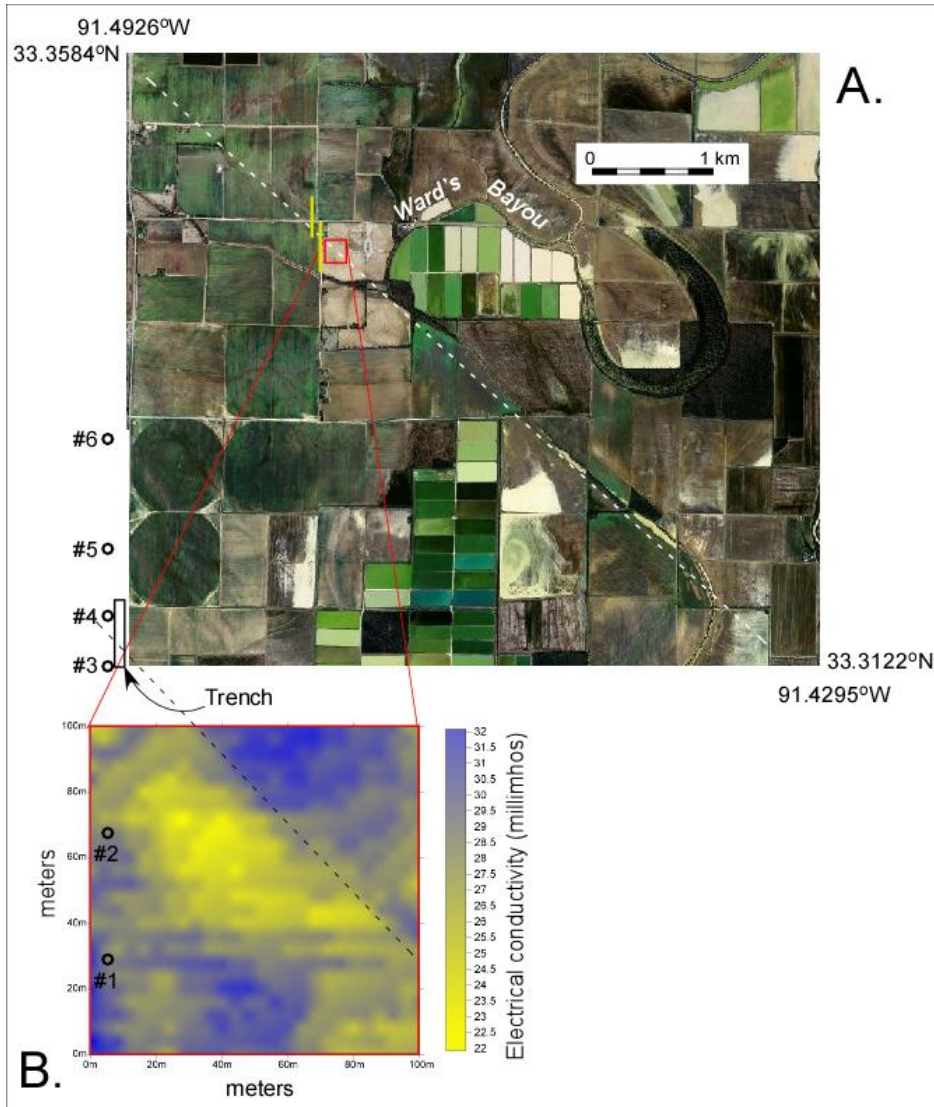 91.4926°W
33.3584°N
A.
0 1 km
Ward's Bayou
#6
#5
#4
#3
33.3122°N
91.4295°W
Trench
100m
80m
60m
40m
20m
0m
meters
#2
#1
0m 20m 40m 60m 80m 100m
meters
32
31.5
31
30.5
30
29.5
29
28.5
28
27.5
27
26.5
26
25.5
25
24.5
24
23.5
23
22.5
22
Electrical conductivity (millimhos)
B.